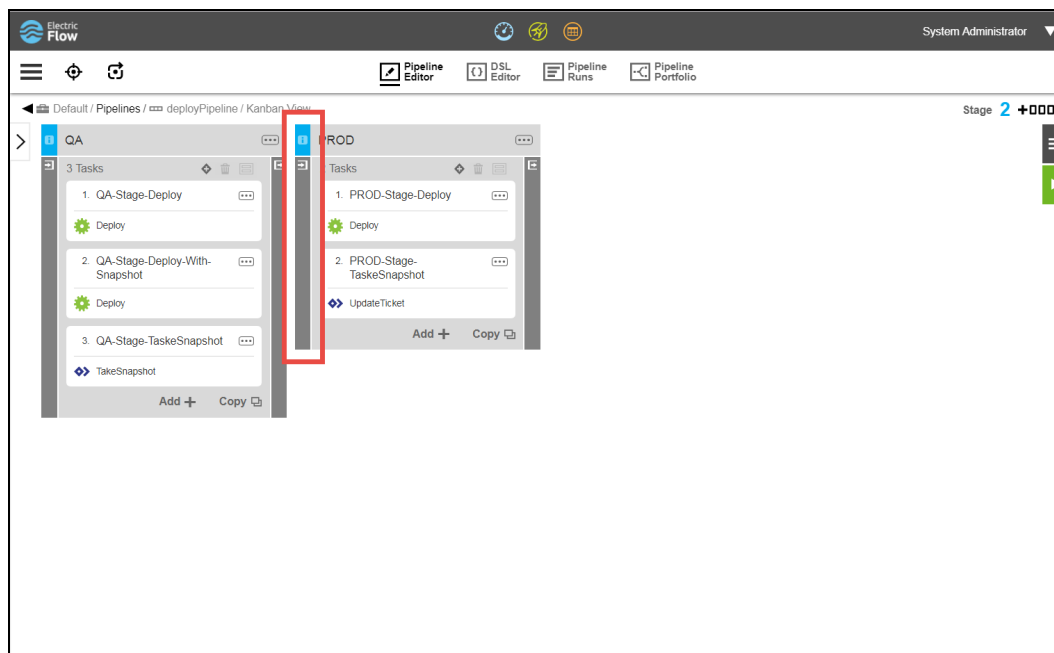 Electric
Flow
System Administrator
Pipeline
Editor
DSL
Editor
Pipeline
Runs
Pipeline
Portfolio
Default / Pipelines / deployPipeline / Kanban View
Stage 2
QA
3 Tasks
1. QA-Stage-Deploy
Deploy
2. QA-Stage-Deploy-With-
Snapshot
Deploy
3. QA-Stage-TaskeSnapshot
TakeSnapshot
Add + Copy
PROD
Tasks
1. PROD-Stage-Deploy
Deploy
2. PROD-Stage-
TaskeSnapshot
UpdateTicket
Add + Copy